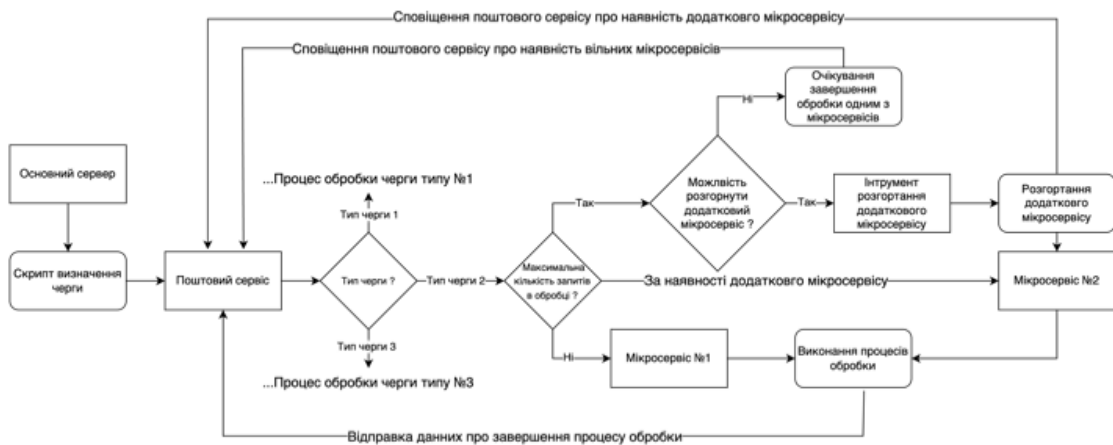 Сповіщення поштового сервісу про наявність додаткового мікросервісу
Сповіщення поштового сервісу про наявність вільних мікросервісів
Очікування
завершення
обробки одним з
мікросервісів
Ні
Основний сервер
...Процес обробки черги типу №1
Тип черги 1
Можлвість
розгорнути
додатковий
мікросервіс ?
Так
Так
Інтрумент
розгортання
додаткового
мікросервісу
Розгортання
додаткового
мікросервісу
Скрипт визначення
черги
Поштовий сервіс
Тип черги ?
Тип черги 2
Максимальна
кількість запитів
в обробці ?
За наявності додаткового мікросервісу
Мікросервіс №2
Тип черги 3
Ні
Мікросервіс №1
Виконання процесів
обробки
...Процес обробки черги типу №3
Відправка данних про завершення процесу обробки